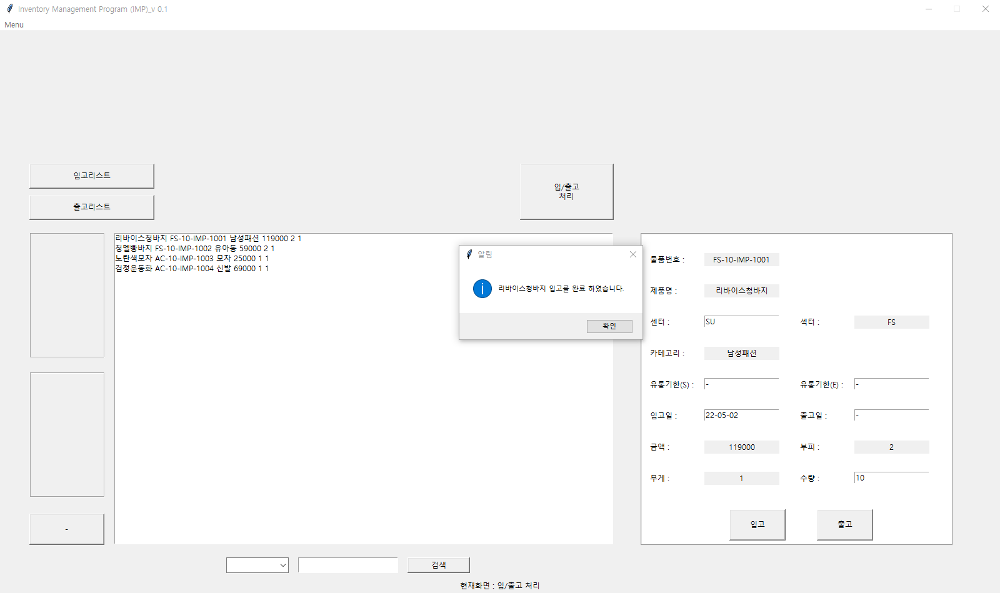 Inventory Management Program (IMP)_v 0.1
Menu
입고리스트
출고리스트
입/출고
처리
리바이스청바지 FS-10-IMP-1001 남성패션 119000 2 1
청멜빵바지 FS-10-IMP-1002 유아동 59000 2 1
노란색모자 AC-10-IMP-1003 모자 25000 1 1
검정운동화 AC-10-IMP-1004 신발 69000 1 1
알림
리바이스청바지 입고를 완료 하였습니다.
확인
물품번호 : FS-10-IMP-1001
제품명 : 리바이스청바지
센터 : SU 섹터 : FS
카테고리 : 남성패션
유통기한(S) : - 유통기한(E) : -
입고일 : 22-05-02 출고일 : -
금액 : 119000 부피 : 2
무게 : 1 수량 : 10
입고 출고
-
검색
현재화면 : 입/출고 처리